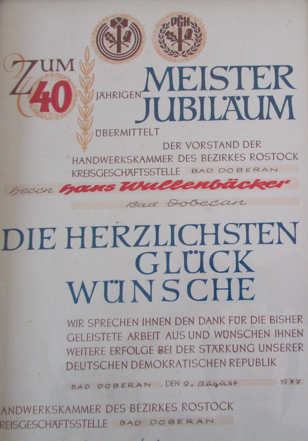 PGH
ZUM
40 JÄHRIGEN MEISTER
JUBILÄUM
ÜBERMITTELT
DER VORSTAND DER
HANDWERKSKAMMER DES BEZIRKES ROSTOCK
KREISGESCHÄFTSSTELLE BAD DOBERAN
Herrn Hans Wullenbäcker
Bad Doberan
DIE HERZLICHSTEN
GLÜCK
WÜNSCHE
WIR SPRECHEN IHNEN DEN DANK FÜR DIE BISHER
GELEISTETE ARBEIT AUS UND WÜNSCHEN IHNEN
WEITERE ERFOLGE BEI DER STÄRKUNG UNSERER
DEUTSCHEN DEMOKRATISCHEN REPUBLIK
BAD DOBERAN, DEN 9. August 1977
HANDWERKSKAMMER DES BEZIRKES ROSTOCK
KREISGESCHÄFTSSTELLE BAD DOBERAN